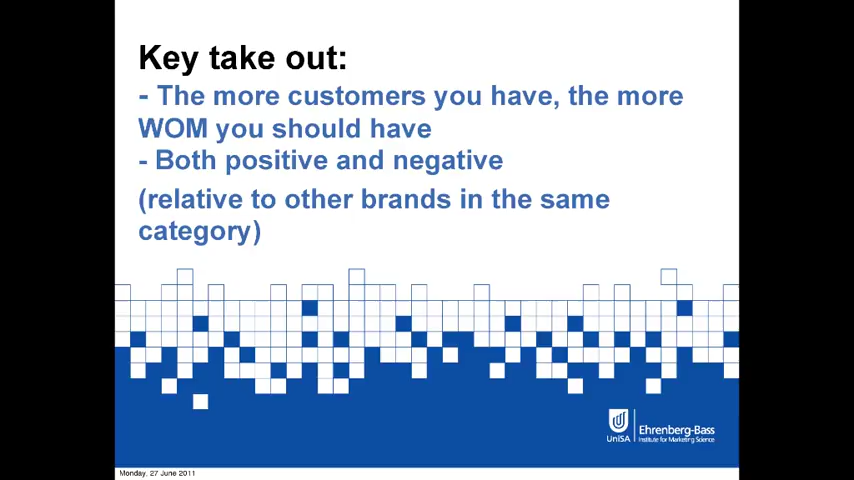 Key take out:
- The more customers you have, the more
WOM you should have
- Both positive and negative
(relative to other brands in the same
category)
UniSA
Ehrenberg-Bass
Institute for Marketing Science
Monday, 27 June 2011